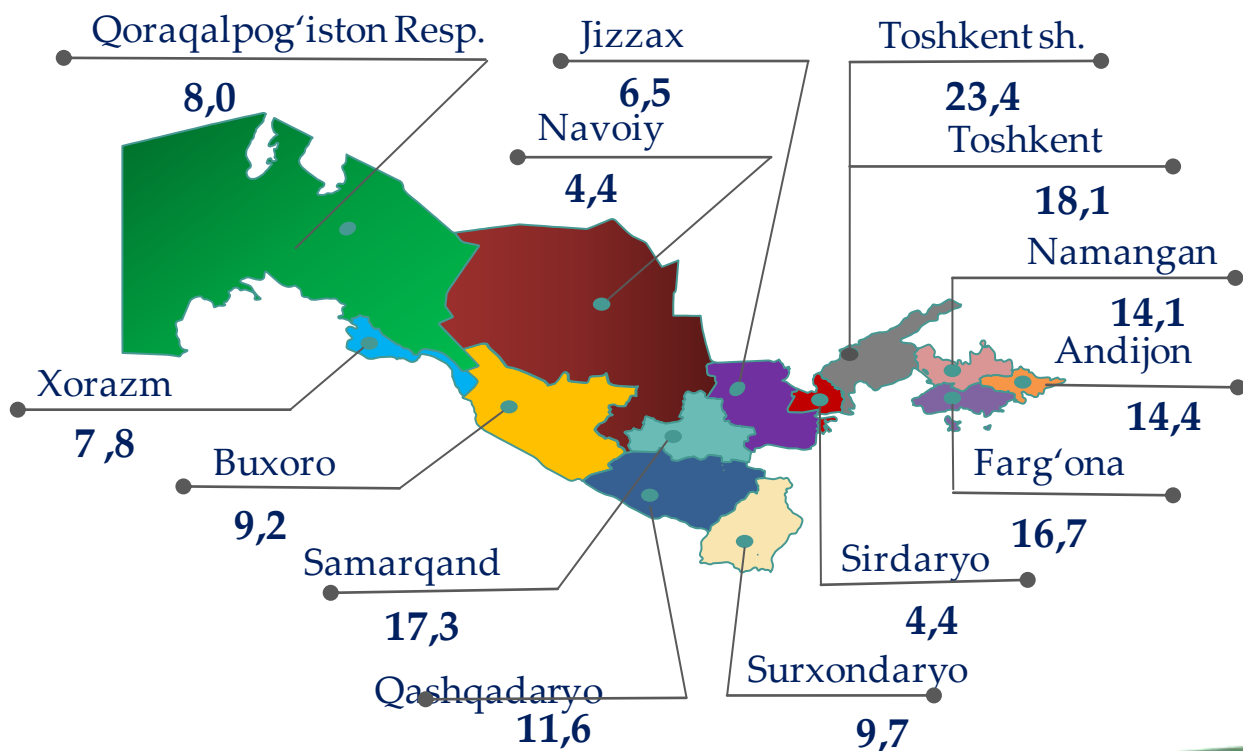 Qoraqalpog‘iston Resp.
8,0
Jizzax
6,5
Toshkent sh.
23,4
Navoiy
4,4
Toshkent
18,1
Namangan
14,1
Andijon
14,4
Xorazm
7,8
Buxoro
9,2
Farg‘ona
16,7
Samarqand
17,3
Sirdaryo
4,4
Qashqadaryo
11,6
Surxondaryo
9,7